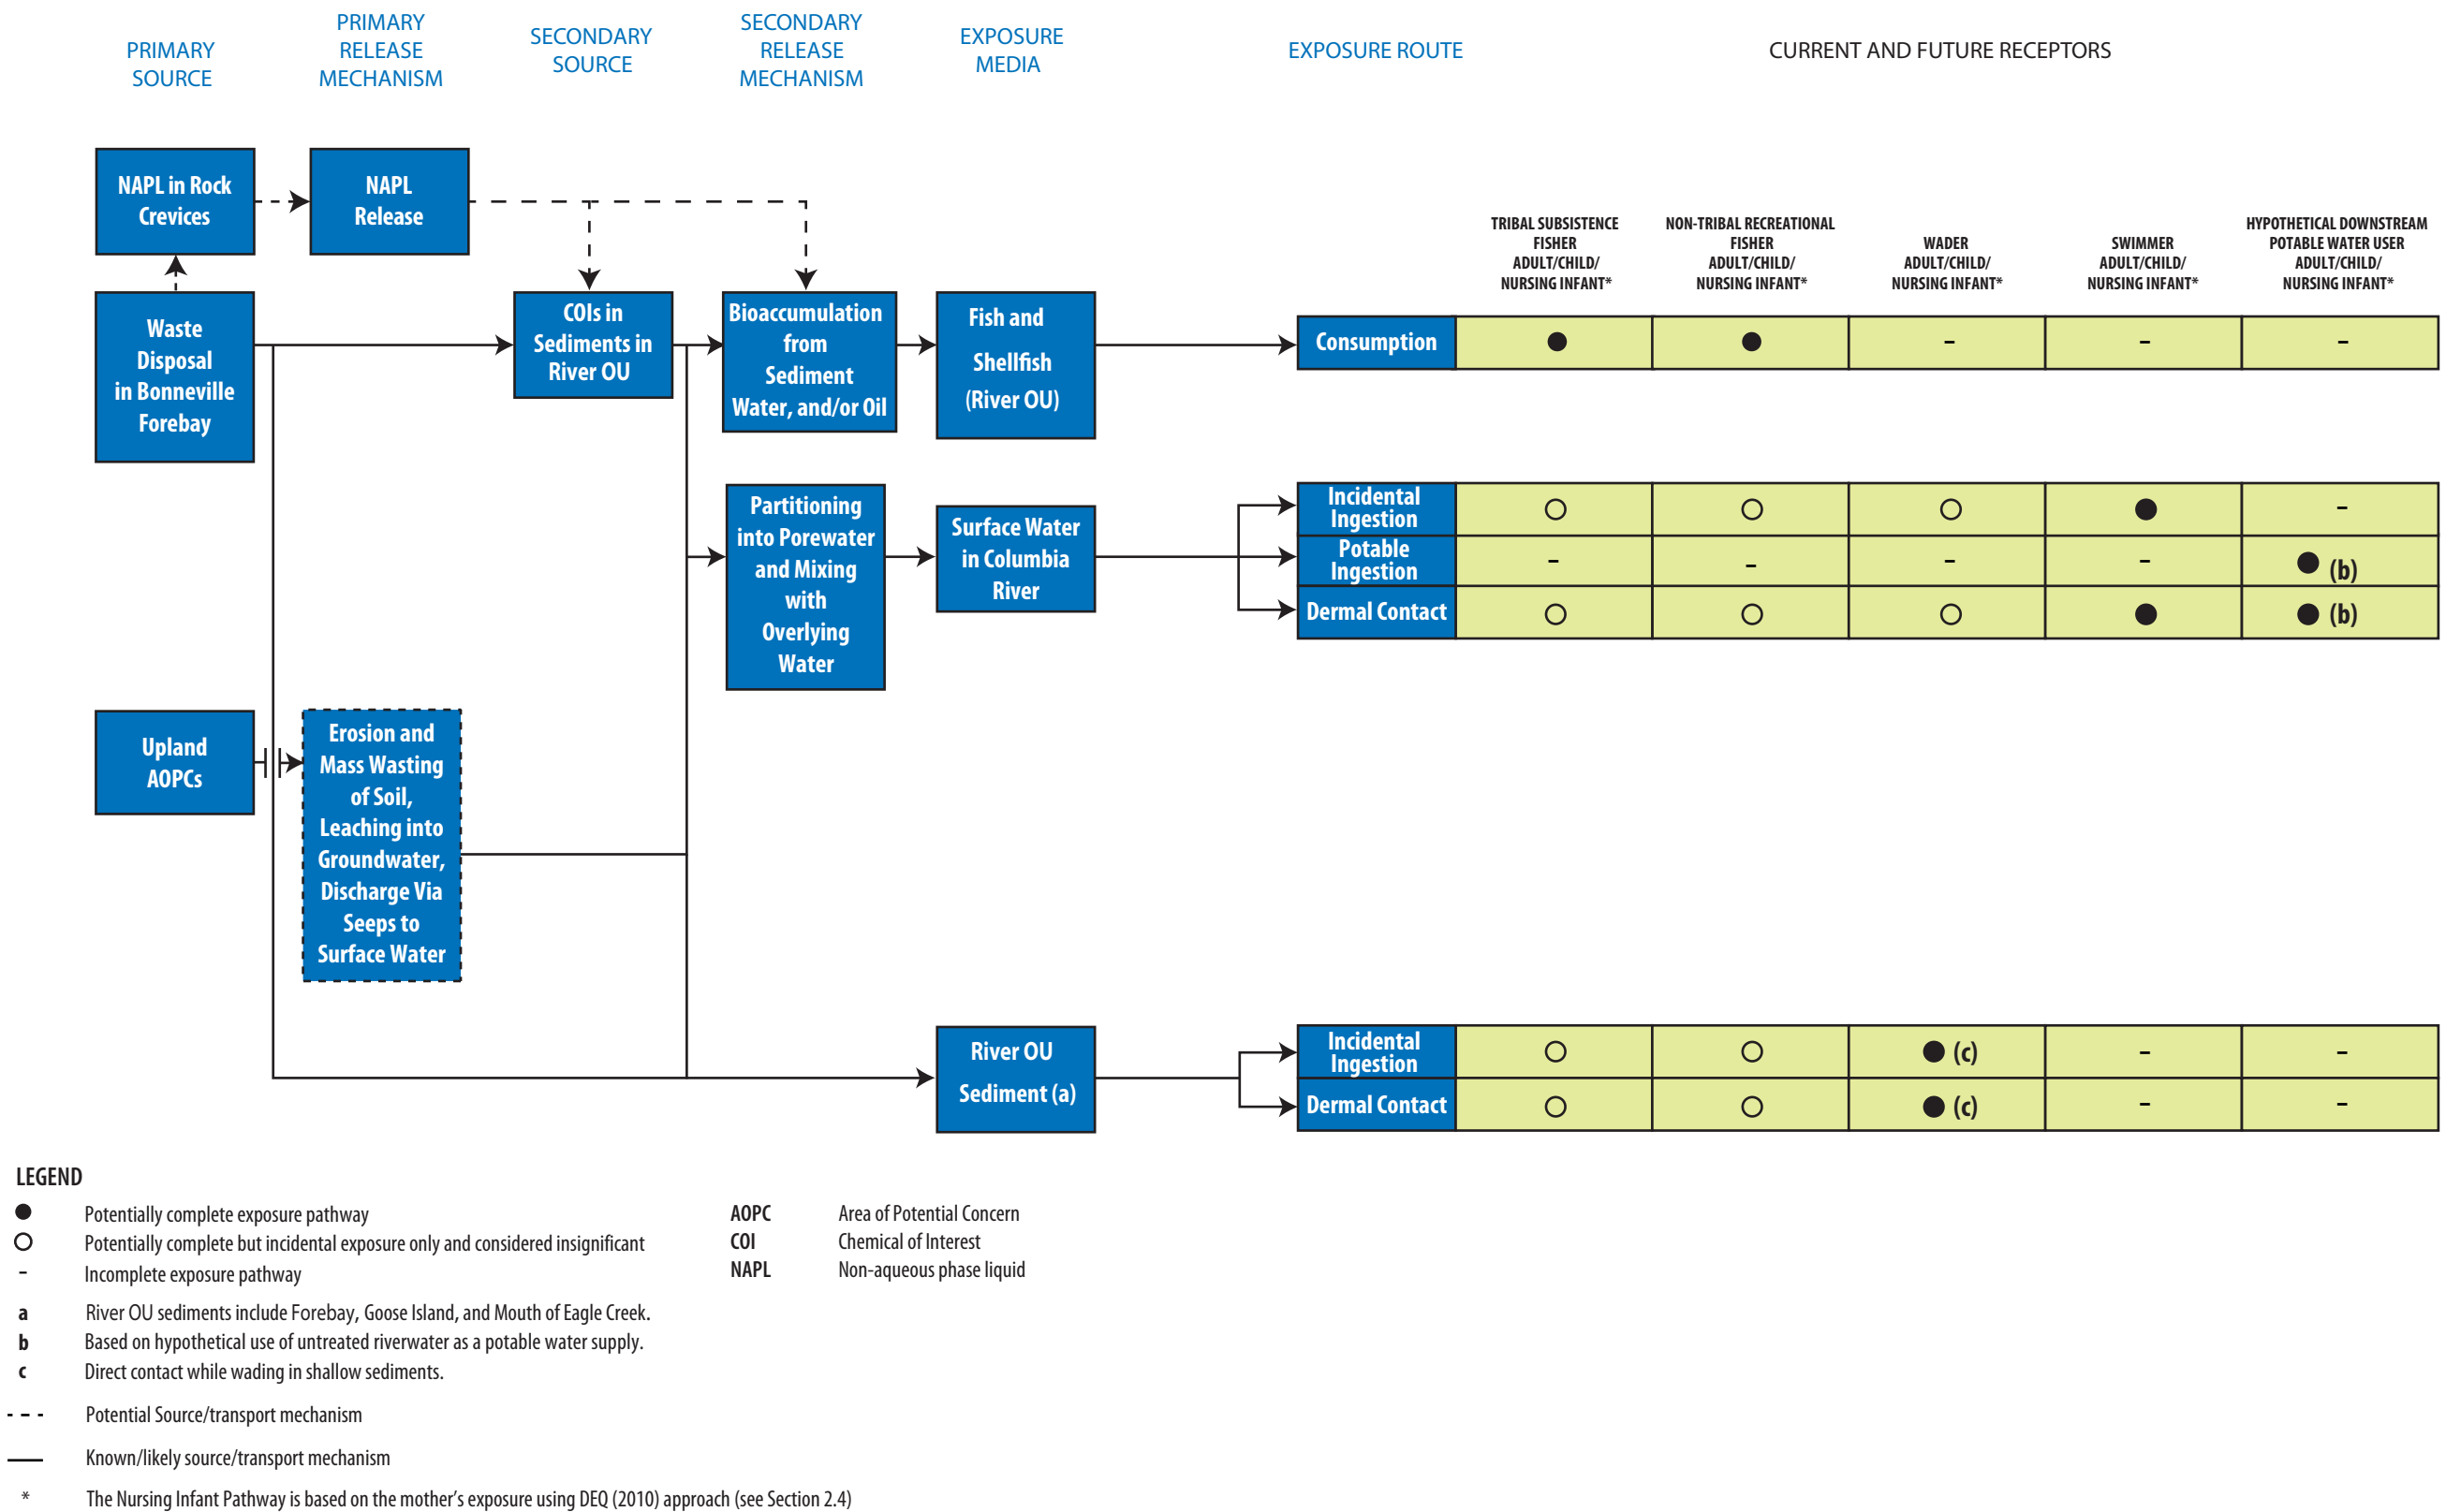 PRIMARY
SOURCE
PRIMARY
RELEASE
MECHANISM
SECONDARY
SOURCE
SECONDARY
RELEASE
MECHANISM
EXPOSURE
MEDIA
EXPOSURE ROUTE
CURRENT AND FUTURE RECEPTORS
NAPL in Rock
Crevices
NAPL
Release
Waste
Disposal
in Bonneville
Forebay
COIs in
Sediments in
River OU
Bioaccumulation
from
Sediment
Water, and/or Oil
Fish and
Shellfish
(River OU)
TRIBAL SUBSISTENCE
FISHER
ADULT/CHILD/
NURSING INFANT*
NON-TRIBAL RECREATIONAL
FISHER
ADULT/CHILD/
NURSING INFANT*
WADER
ADULT/CHILD/
NURSING INFANT*
SWIMMER
ADULT/CHILD/
NURSING INFANT*
HYPOTHETICAL DOWNSTREAM
POTABLE WATER USER
ADULT/CHILD/
NURSING INFANT*
Consumption ● ● – – –
Partitioning
into Porewater
and Mixing
with
Overlying
Water
Surface Water
in Columbia
River
Incidental
Ingestion ○ ○ ○ ● –
Potable
Ingestion – – – – ● (b)
Dermal Contact ○ ○ ○ ● ● (b)
Upland
AOPCs
Erosion and
Mass Wasting
of Soil,
Leaching into
Groundwater,
Discharge Via
Seeps to
Surface Water
River OU
Sediment (a)
Incidental
Ingestion ○ ○ ● (c) – –
Dermal Contact ○ ○ ● (c) – –
LEGEND
● Potentially complete exposure pathway
○ Potentially complete but incidental exposure only and considered insignificant
– Incomplete exposure pathway
a River OU sediments include Forebay, Goose Island, and Mouth of Eagle Creek.
b Based on hypothetical use of untreated riverwater as a potable water supply.
c Direct contact while wading in shallow sediments.
- - - Potential Source/transport mechanism
— Known/likely source/transport mechanism
* The Nursing Infant Pathway is based on the mother's exposure using DEQ (2010) approach (see Section 2.4)
AOPC Area of Potential Concern
COI Chemical of Interest
NAPL Non-aqueous phase liquid